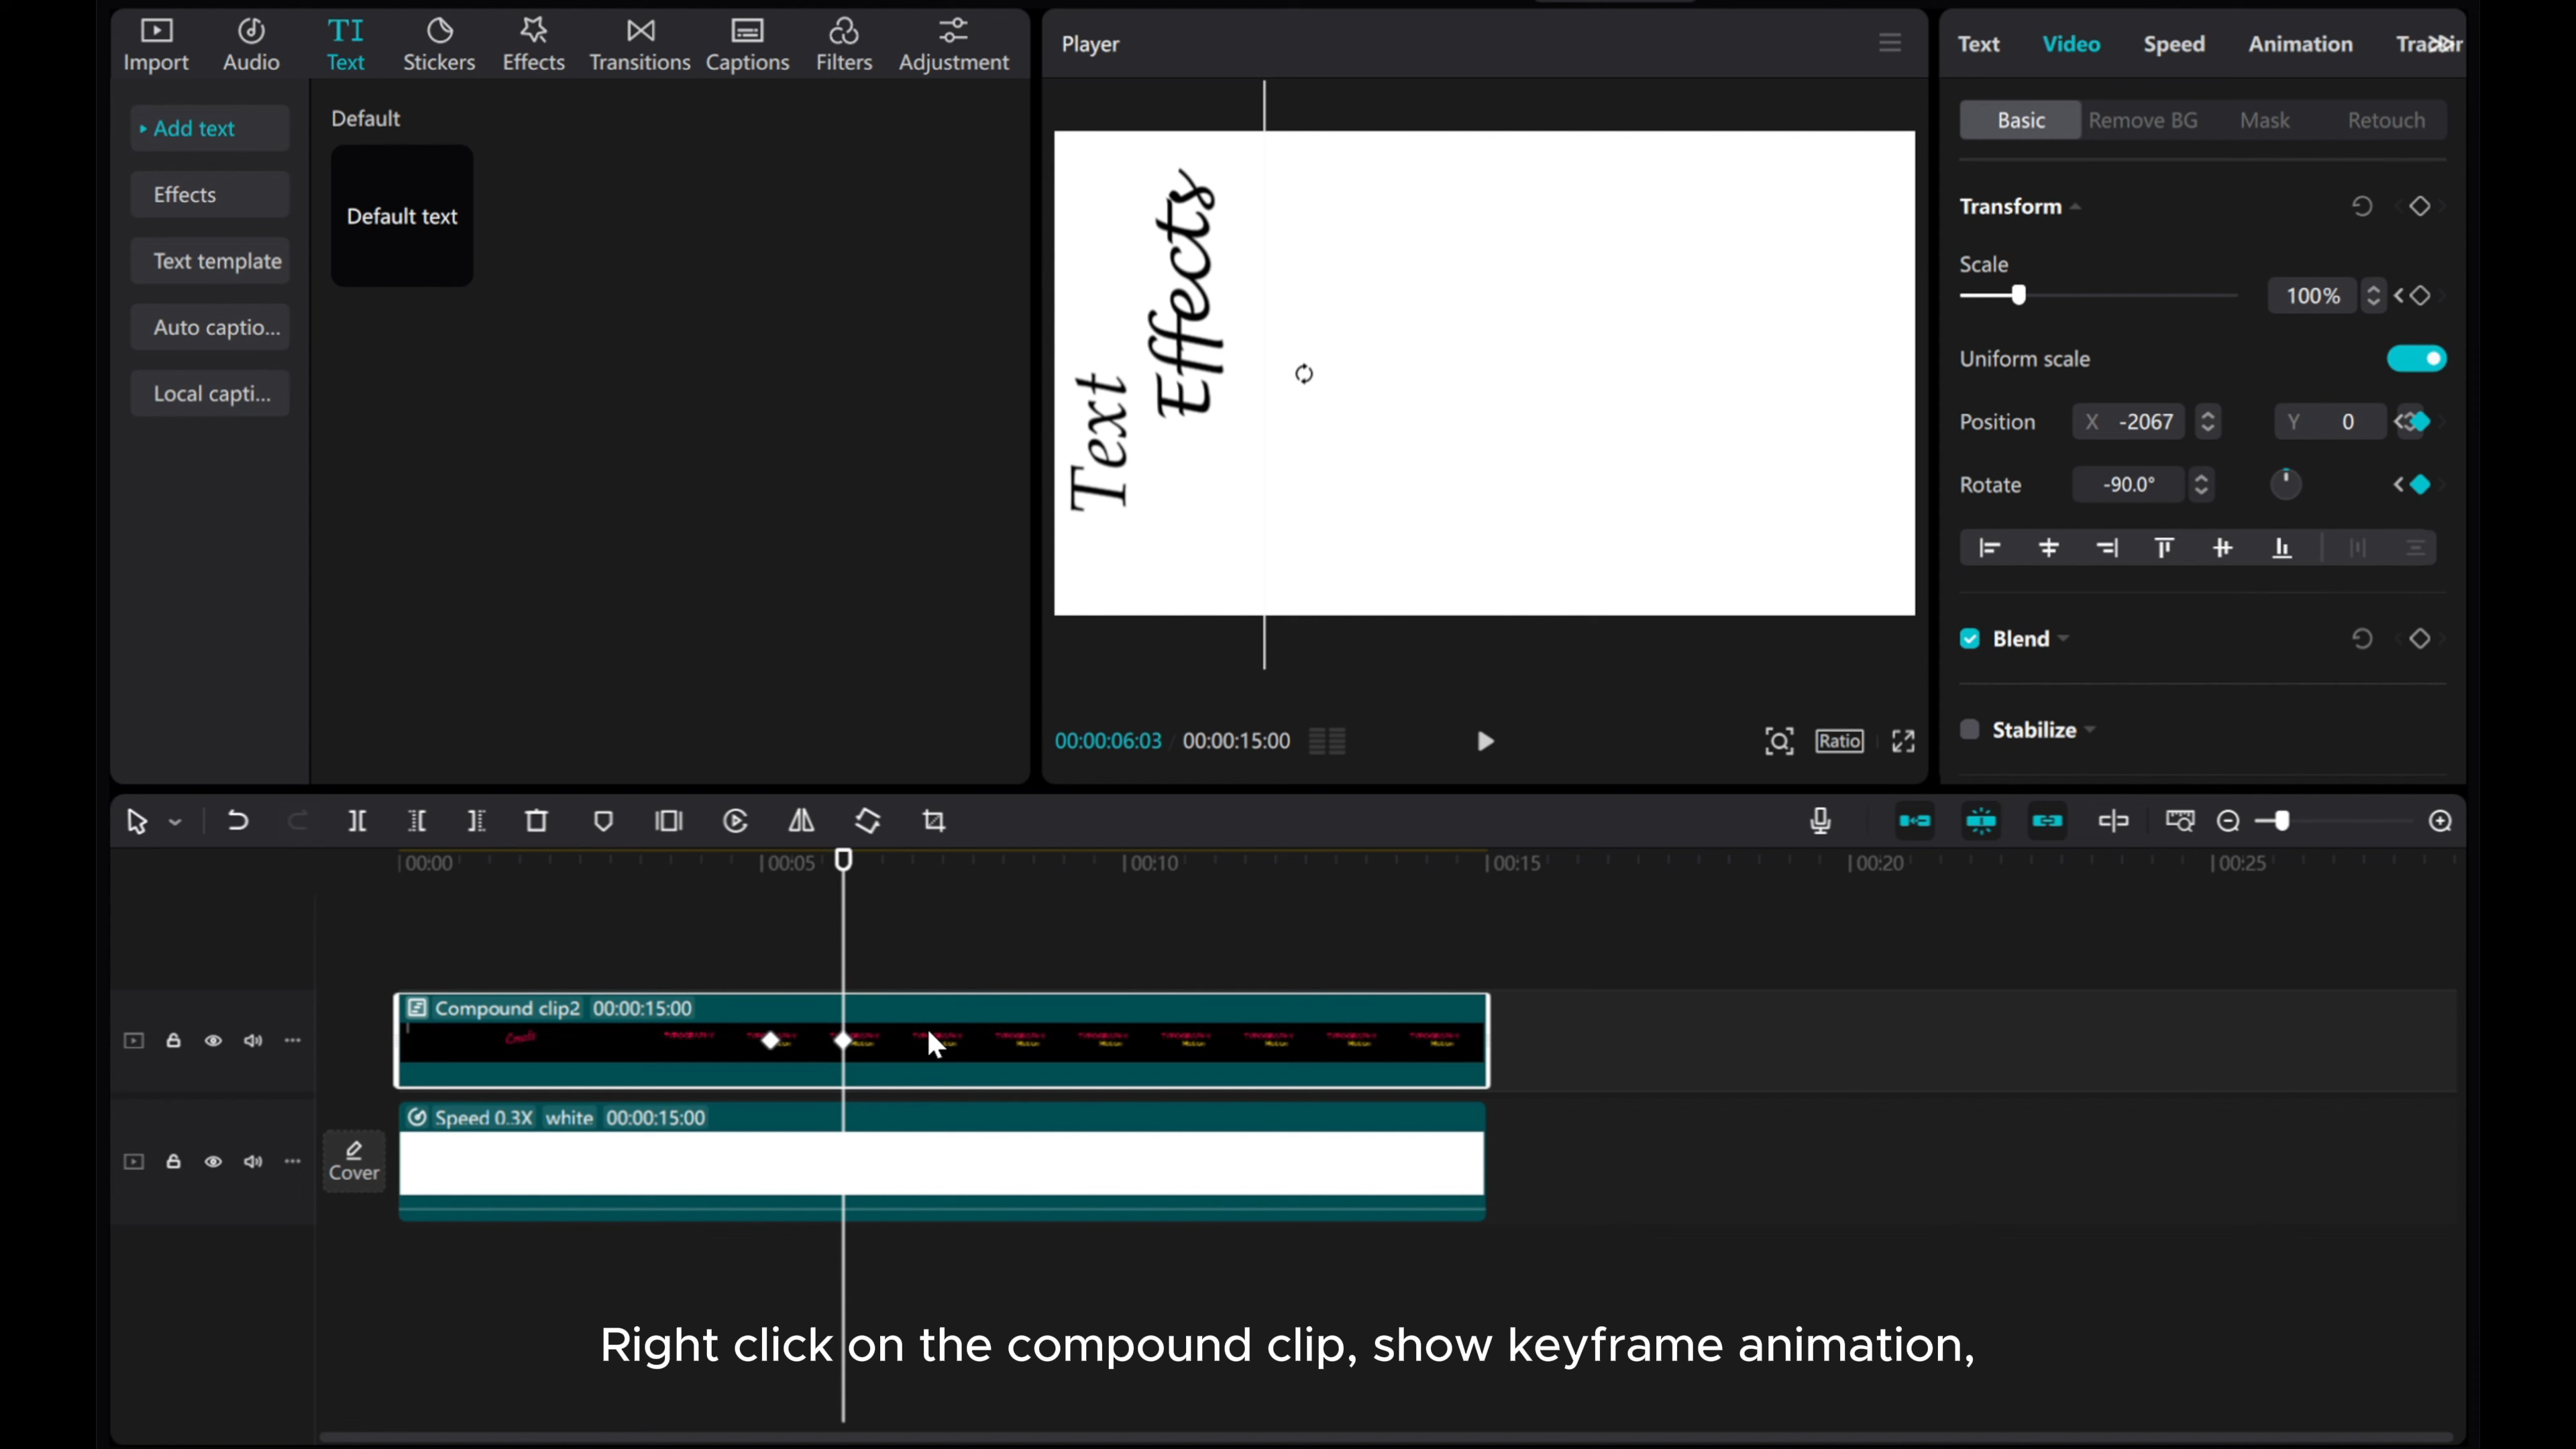 Import
Audio
TI
Text
Stickers
Effects
Transitions
Captions
Filters
Adjustment
Add text
Effects
Text template
Auto captio...
Local capti...
Default
Default text
Player
Text
Effects
00:00:06:03 / 00:00:15:00
Ratio
Text
Video
Speed
Animation
Basic
Remove BG
Mask
Retouch
Transform
Scale
100%
Uniform scale
Position
X -2067
Y 0
Rotate
-90.0°
Blend
Stabilize
00:00
00:05
00:10
00:15
00:20
00:25
Compound clip2 00:00:15:00
Speed 0.3X white 00:00:15:00
Cover
Right click on the compound clip, show keyframe animation,